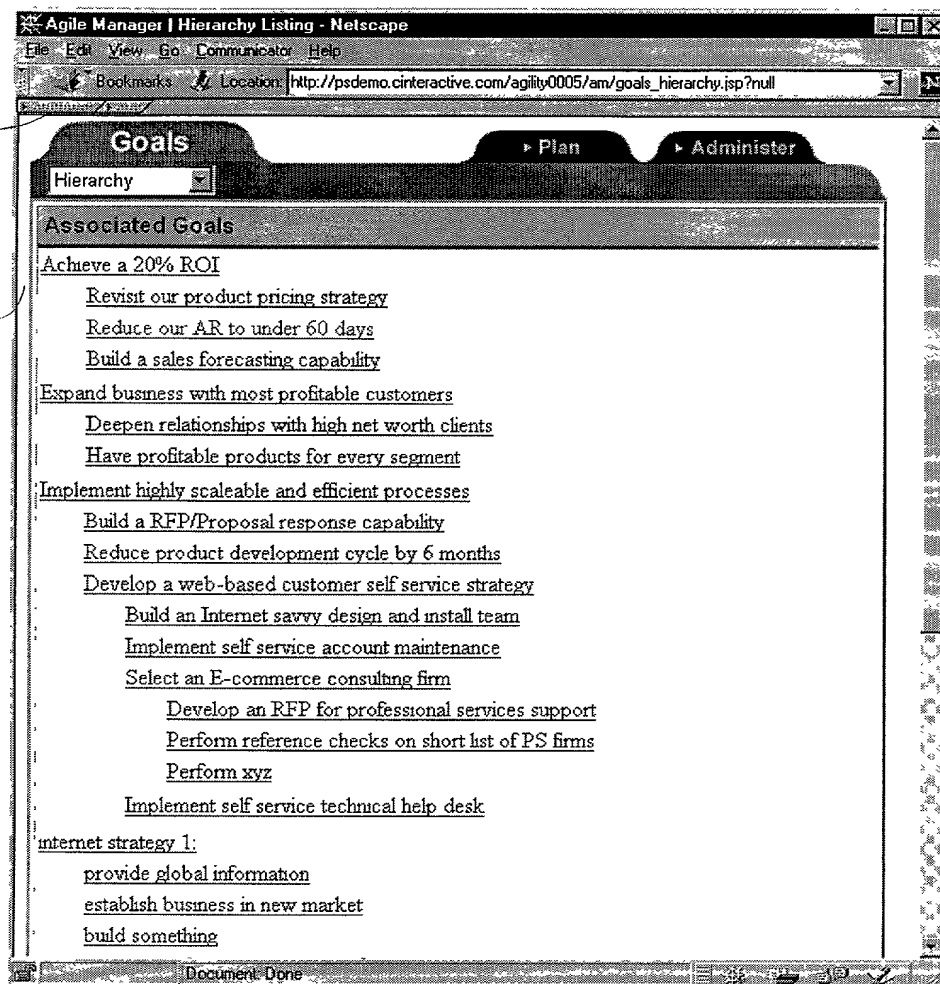 Agile Manager | Hierarchy Listing - Netscape
File Edit View Go Communicator Help
Bookmarks Location: http://psdemo.cinteractive.com/agility0005/am/goals_hierarchy.jsp?null
Goals
Plan
Administer
Hierarchy
Associated Goals
Achieve a 20% ROI
Revisit our product pricing strategy
Reduce our AR to under 60 days
Build a sales forecasting capability
Expand business with most profitable customers
Deepen relationships with high net worth clients
Have profitable products for every segment
Implement highly scaleable and efficient processes
Build a RFP/Proposal response capability
Reduce product development cycle by 6 months
Develop a web-based customer self service strategy
Build an Internet savvy design and install team
Implement self service account maintenance
Select an E-commerce consulting firm
Develop an RFP for professional services support
Perform reference checks on short list of PS firms
Perform xyz
Implement self service technical help desk
internet strategy 1:
provide global information
establish business in new market
build something
Document: Done